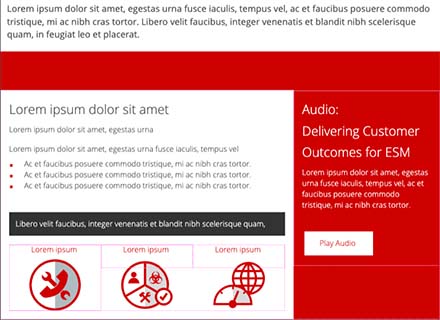 Lorem ipsum dolor sit amet, egestas a fusce iaculis, tempus vel, ac et faucibus posuere
commodo tristique, mi ac nibh cras tortor. Libero velit faucibus, integer venenatis et blandit nibh scelerisque
quam, in feugiat leo et placerat.
Lorem ipsum dolor sit amet
Lorem ipsum dolor sit amet, egestas urna
Lorem ipsum dolor sit amet, egestas urna fusce iaculis, tempus vel
Ac et faucibus posuere commodo tristique, mi ac nibh cras tortor.
Ac et faucibus posuere commodo tristique, mi ac nibh cras tortor.
Ac et faucibus posuere commodo tristique, mi ac nibh cras tortor.
Libero velit faucibus, integer venenatis et blandit nibh scelerisque quam,
Lorem ipsum
Lorem ipsum
Lorem ipsum
Audio:
Delivering Customer
Outcomes for ESM
Lorem ipsum dolor sit amet,
egestas urna fusce iaculis,
tempus vel, ac et faucibus
posuere commodo tristique,
mi ac nibh cras tortor.
Play Audio